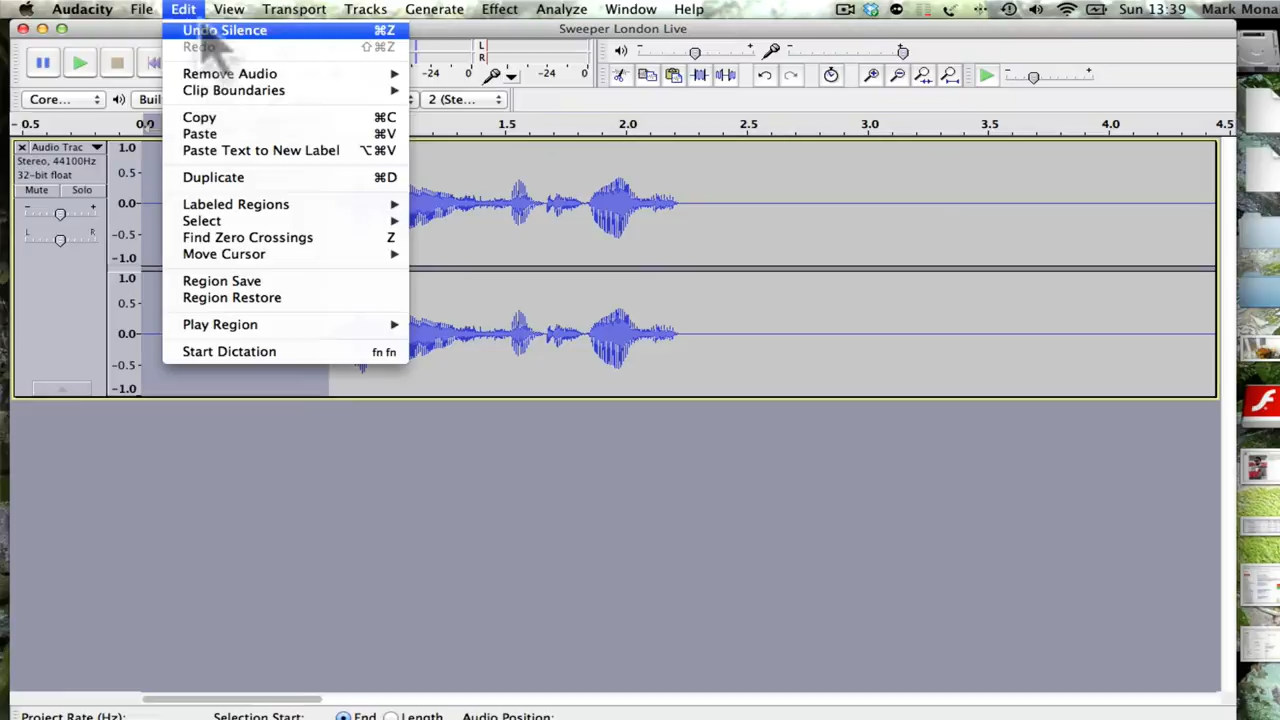 Audacity File Edit View Transport Tracks Generate Effect Analyze Window Help Sun 13:39 Mark Mona
Sweeper London Live
Undo Silence ⌘Z
Redo ⇧⌘Z
Remove Audio
Clip Boundaries
Copy ⌘C
Paste ⌘V
Paste Text to New Label ⌥⌘V
Duplicate ⌘D
Labeled Regions
Select
Find Zero Crossings Z
Move Cursor
Region Save
Region Restore
Play Region
Start Dictation fn fn
L
R
-24 0 -24 0
Core... Buil 2 (Ste...
-0.5 0.0 1.5 2.0 2.5 3.0 3.5 4.0 4.5
Audio Trac
Stereo, 44100Hz
32-bit float
Mute Solo
- +
L R
1.0
0.5
0.0
-0.5
-1.0
1.0
0.5
0.0
-0.5
-1.0
Project Rate (Hz): Selection Start: End Length Audio Position: